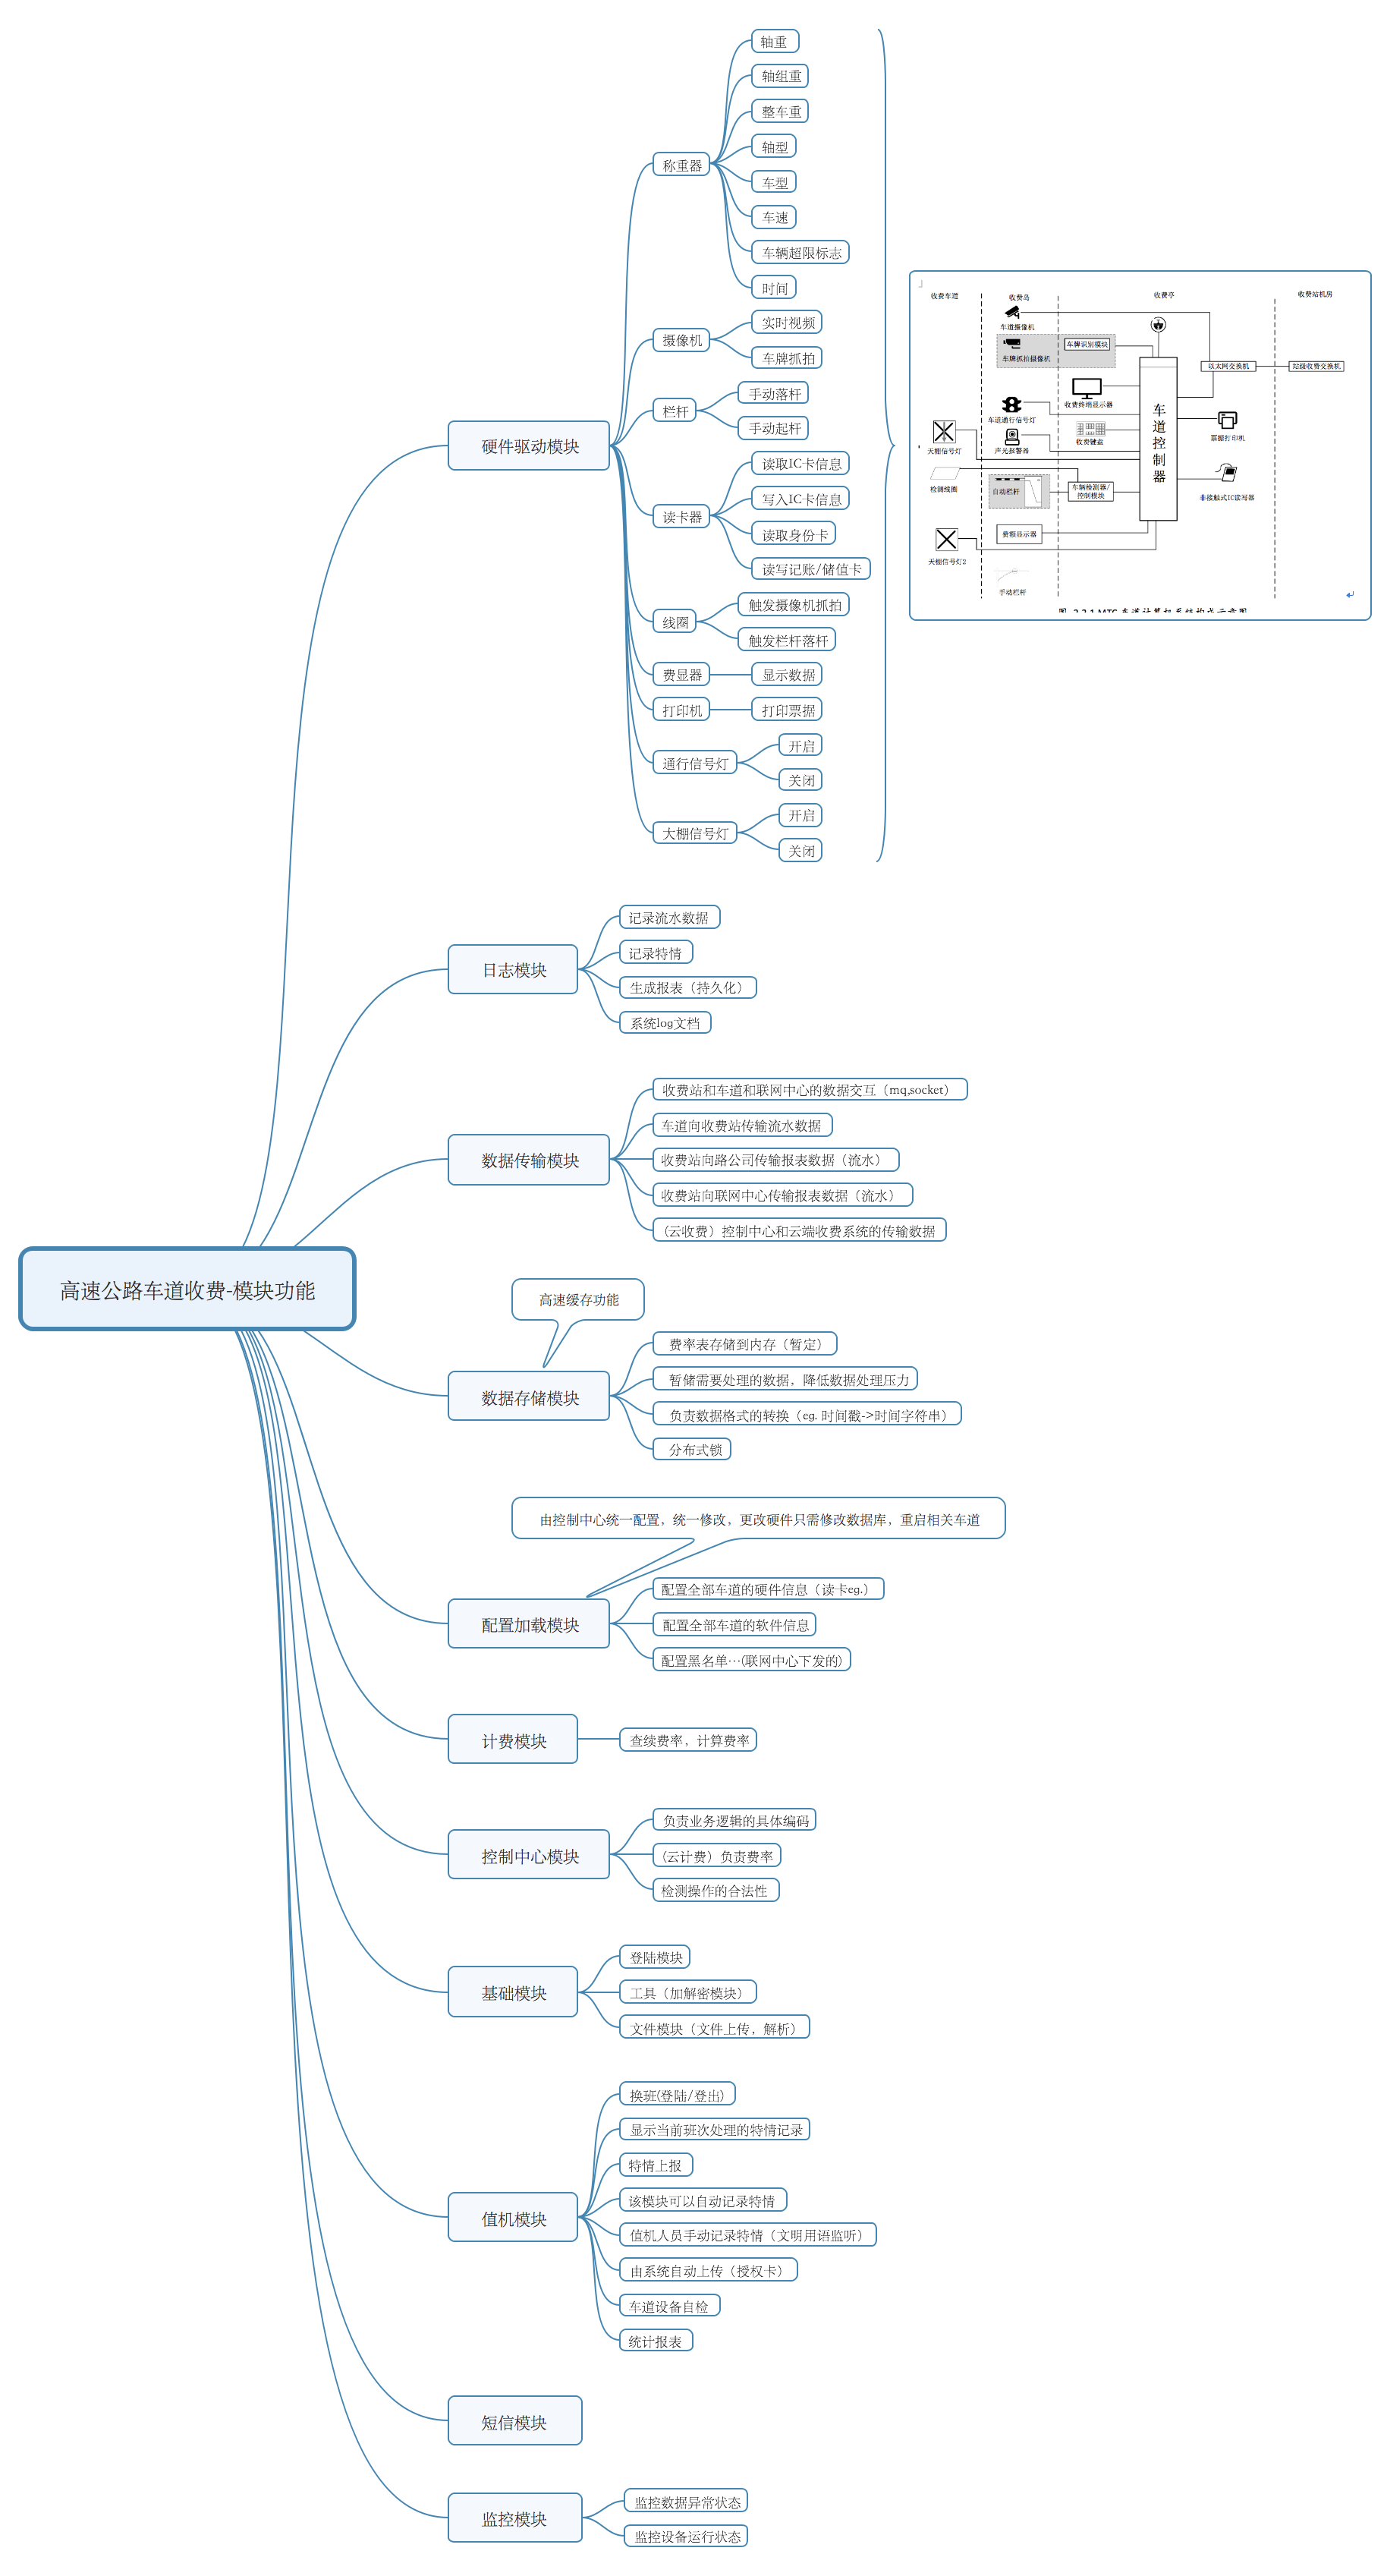 高速公路车道收费-模块功能
硬件驱动模块
称重器
轴重
轴组重
整车重
轴型
车型
车速
车辆超限标志
时间
摄像机
实时视频
车牌抓拍
栏杆
手动落杆
手动起杆
读卡器
读取IC卡信息
写入IC卡信息
读取身份卡
读写记账/储值卡
线圈
触发摄像机抓拍
触发栏杆落杆
费显器
显示数据
打印机
打印票据
通行信号灯
开启
关闭
大棚信号灯
开启
关闭
收费车道
收费岛
收费亭
收费站机房
车道摄像机
车牌识别模块
车牌抓拍摄像机
以太网交换机
站级收费交换机
收费终端显示器
车道通行信号灯
车道控制器
票据打印机
收费键盘
天棚信号灯
声光报警器
检测线圈
自动栏杆
车辆检测器/
控制模块
非接触式IC读写器
费额显示器
天棚信号灯2
手动栏杆
图 2.2.1 MTC 车道计算机系统构成示意图
日志模块
记录流水数据
记录特情
生成报表（持久化）
系统log文档
数据传输模块
收费站和车道和联网中心的数据交互（mq,socket）
车道向收费站传输流水数据
收费站向路公司传输报表数据（流水）
收费站向联网中心传输报表数据（流水）
(云收费）控制中心和云端收费系统的传输数据
高速缓存功能
数据存储模块
费率表存储到内存（暂定）
暂储需要处理的数据，降低数据处理压力
负责数据格式的转换（eg. 时间戳->时间字符串）
分布式锁
由控制中心统一配置，统一修改，更改硬件只需修改数据库，重启相关车道
配置加载模块
配置全部车道的硬件信息（读卡eg.）
配置全部车道的软件信息
配置黑名单…(联网中心下发的)
计费模块
查续费率，计算费率
控制中心模块
负责业务逻辑的具体编码
(云计费）负责费率
检测操作的合法性
基础模块
登陆模块
工具（加解密模块）
文件模块（文件上传，解析）
值机模块
换班(登陆/登出)
显示当前班次处理的特情记录
特情上报
该模块可以自动记录特情
值机人员手动记录特情（文明用语监听）
由系统自动上传（授权卡）
车道设备自检
统计报表
短信模块
监控模块
监控数据异常状态
监控设备运行状态